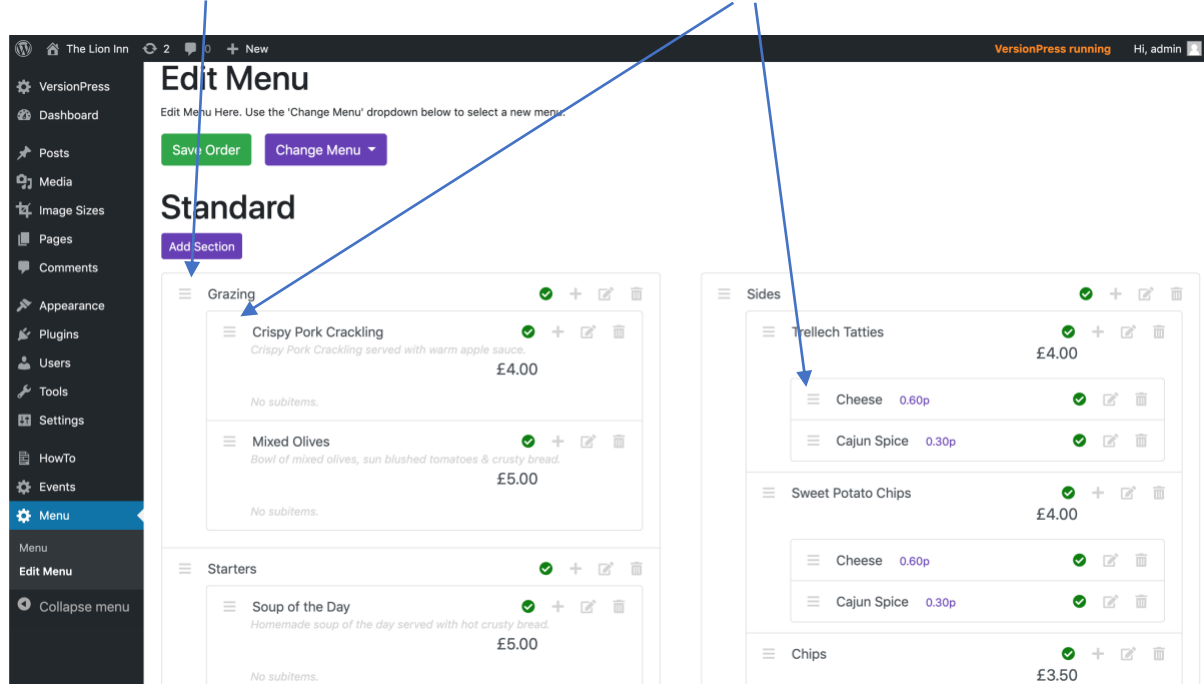 The Lion Inn 2 0 New VersionPress running Hi, admin
VersionPress
Dashboard
Posts
Media
Image Sizes
Pages
Comments
Appearance
Plugins
Users
Tools
Settings
HowTo
Events
Menu
Menu
Edit Menu
Collapse menu
Edit Menu
Edit Menu Here. Use the 'Change Menu' dropdown below to select a new menu.
Save Order Change Menu
Standard
Add Section
Grazing
Crispy Pork Crackling
Crispy Pork Crackling served with warm apple sauce.
£4.00
No subitems.
Mixed Olives
Bowl of mixed olives, sun blushed tomatoes & crusty bread.
£5.00
No subitems.
Starters
Soup of the Day
Homemade soup of the day served with hot crusty bread.
£5.00
No subitems.
Sides
Trellech Tatties
£4.00
Cheese 0.60p
Cajun Spice 0.30p
Sweet Potato Chips
£4.00
Cheese 0.60p
Cajun Spice 0.30p
Chips
£3.50